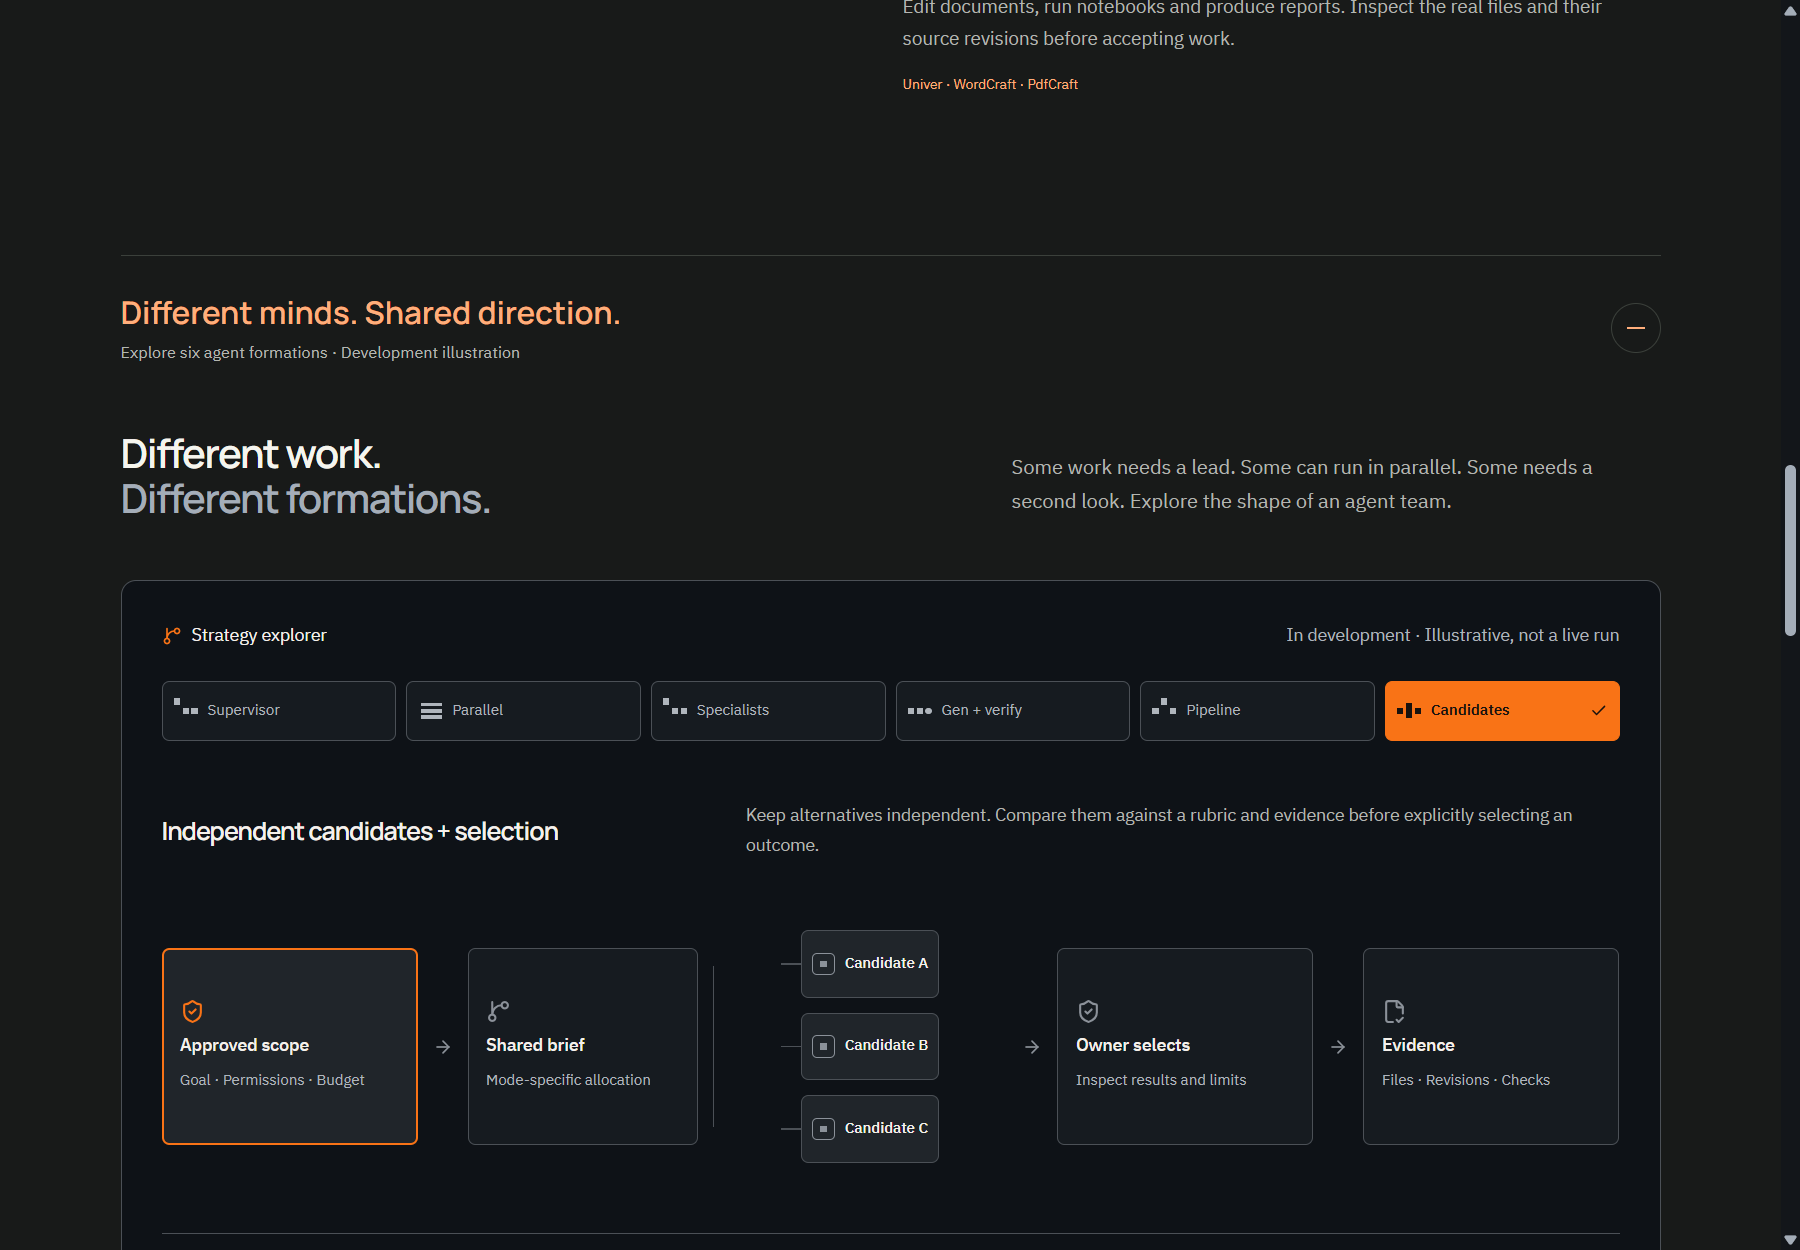 Edit documents, run notebooks and produce reports. Inspect the real files and their
source revisions before accepting work.
Univer · WordCraft · PdfCraft
Different minds. Shared direction.
Explore six agent formations · Development illustration
Different work.
Different formations.
Some work needs a lead. Some can run in parallel. Some needs a
second look. Explore the shape of an agent team.
Strategy explorer
In development · Illustrative, not a live run
Supervisor
Parallel
Specialists
Gen + verify
Pipeline
Candidates
Independent candidates + selection
Keep alternatives independent. Compare them against a rubric and evidence before explicitly selecting an
outcome.
Approved scope
Goal · Permissions · Budget
Shared brief
Mode-specific allocation
Candidate A
Candidate B
Candidate C
Owner selects
Inspect results and limits
Evidence
Files · Revisions · Checks